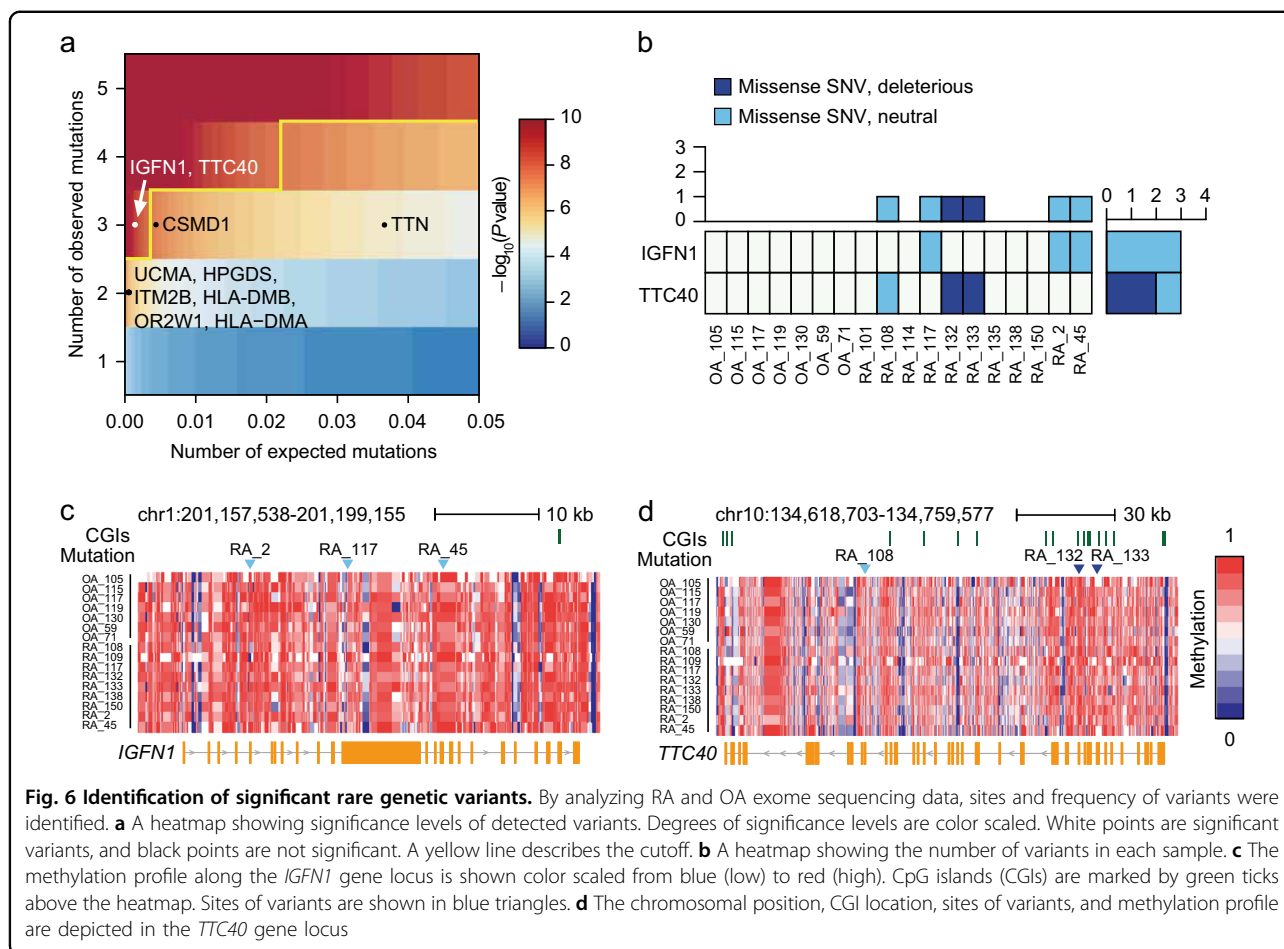 a
Number of observed mutations
5
4
3
2
1
IGFN1, TTC40
CSMD1
TTN
UCMA, HPGDS,
ITM2B, HLA-DMB,
OR2W1, HLA−DMA
0.00 0.01 0.02 0.03 0.04 0.05
Number of expected mutations
10
8
6
4
2
0
−log10(P value)
b
Missense SNV, deleterious
Missense SNV, neutral
3
2
1
0
0 1 2 3 4
IGFN1
TTC40
OA_105
OA_115
OA_117
OA_119
OA_130
OA_59
OA_71
RA_101
RA_108
RA_114
RA_117
RA_132
RA_133
RA_135
RA_138
RA_150
RA_2
RA_45
c
chr1:201,157,538-201,199,155 10 kb
CGIs
Mutation
RA_2 RA_117 RA_45
OA_105
OA_115
OA_117
OA_119
OA_130
OA_59
OA_71
RA_108
RA_109
RA_117
RA_132
RA_133
RA_138
RA_150
RA_2
RA_45
IGFN1
d
chr10:134,618,703-134,759,577 30 kb
RA_108 RA_132 RA_133
OA_105
OA_115
OA_117
OA_119
OA_130
OA_59
OA_71
RA_108
RA_109
RA_117
RA_132
RA_133
RA_138
RA_150
RA_2
RA_45
TTC40
1
Methylation
0
Fig. 6 Identification of significant rare genetic variants. By analyzing RA and OA exome sequencing data, sites and frequency of variants were
identified. a A heatmap showing significance levels of detected variants. Degrees of significance levels are color scaled. White points are significant
variants, and black points are not significant. A yellow line describes the cutoff. b A heatmap showing the number of variants in each sample. c The
methylation profile along the IGFN1 gene locus is shown color scaled from blue (low) to red (high). CpG islands (CGIs) are marked by green ticks
above the heatmap. Sites of variants are shown in blue triangles. d The chromosomal position, CGI location, sites of variants, and methylation profile
are depicted in the TTC40 gene locus